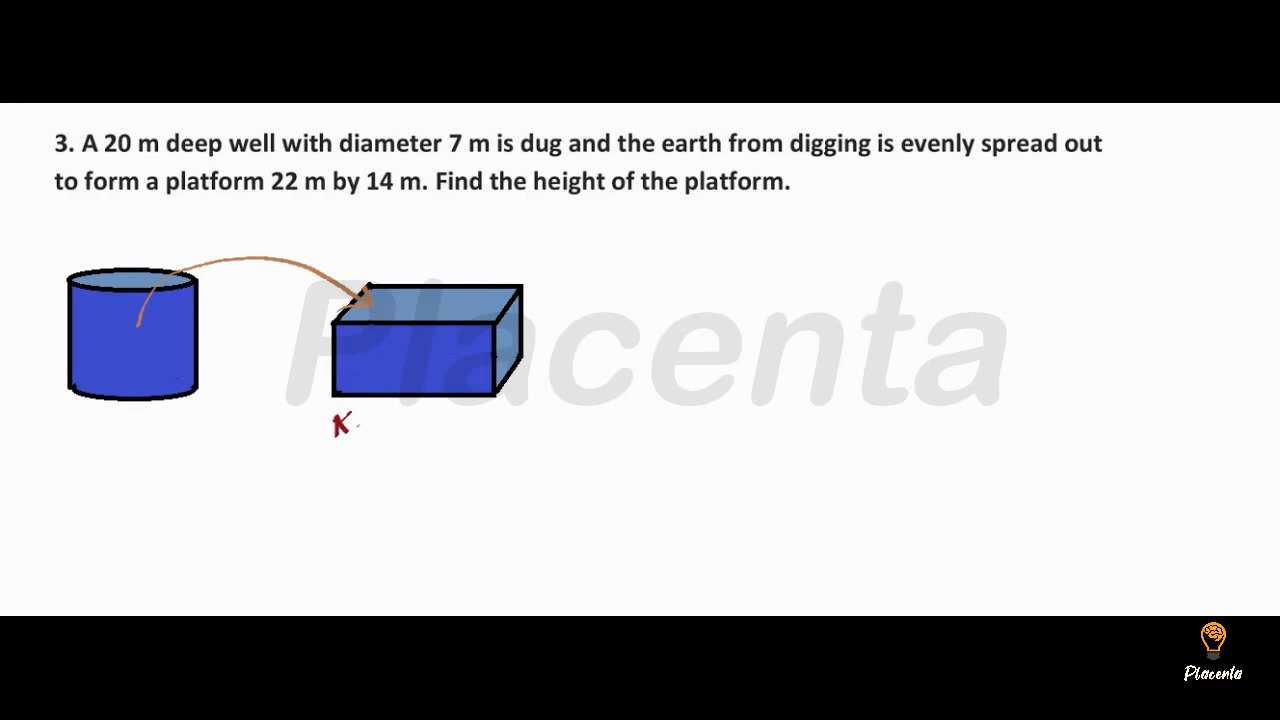 3. A 20 m deep well with diameter 7 m is dug and the earth from digging is evenly spread out
to form a platform 22 m by 14 m. Find the height of the platform.
Placenta
Placenta